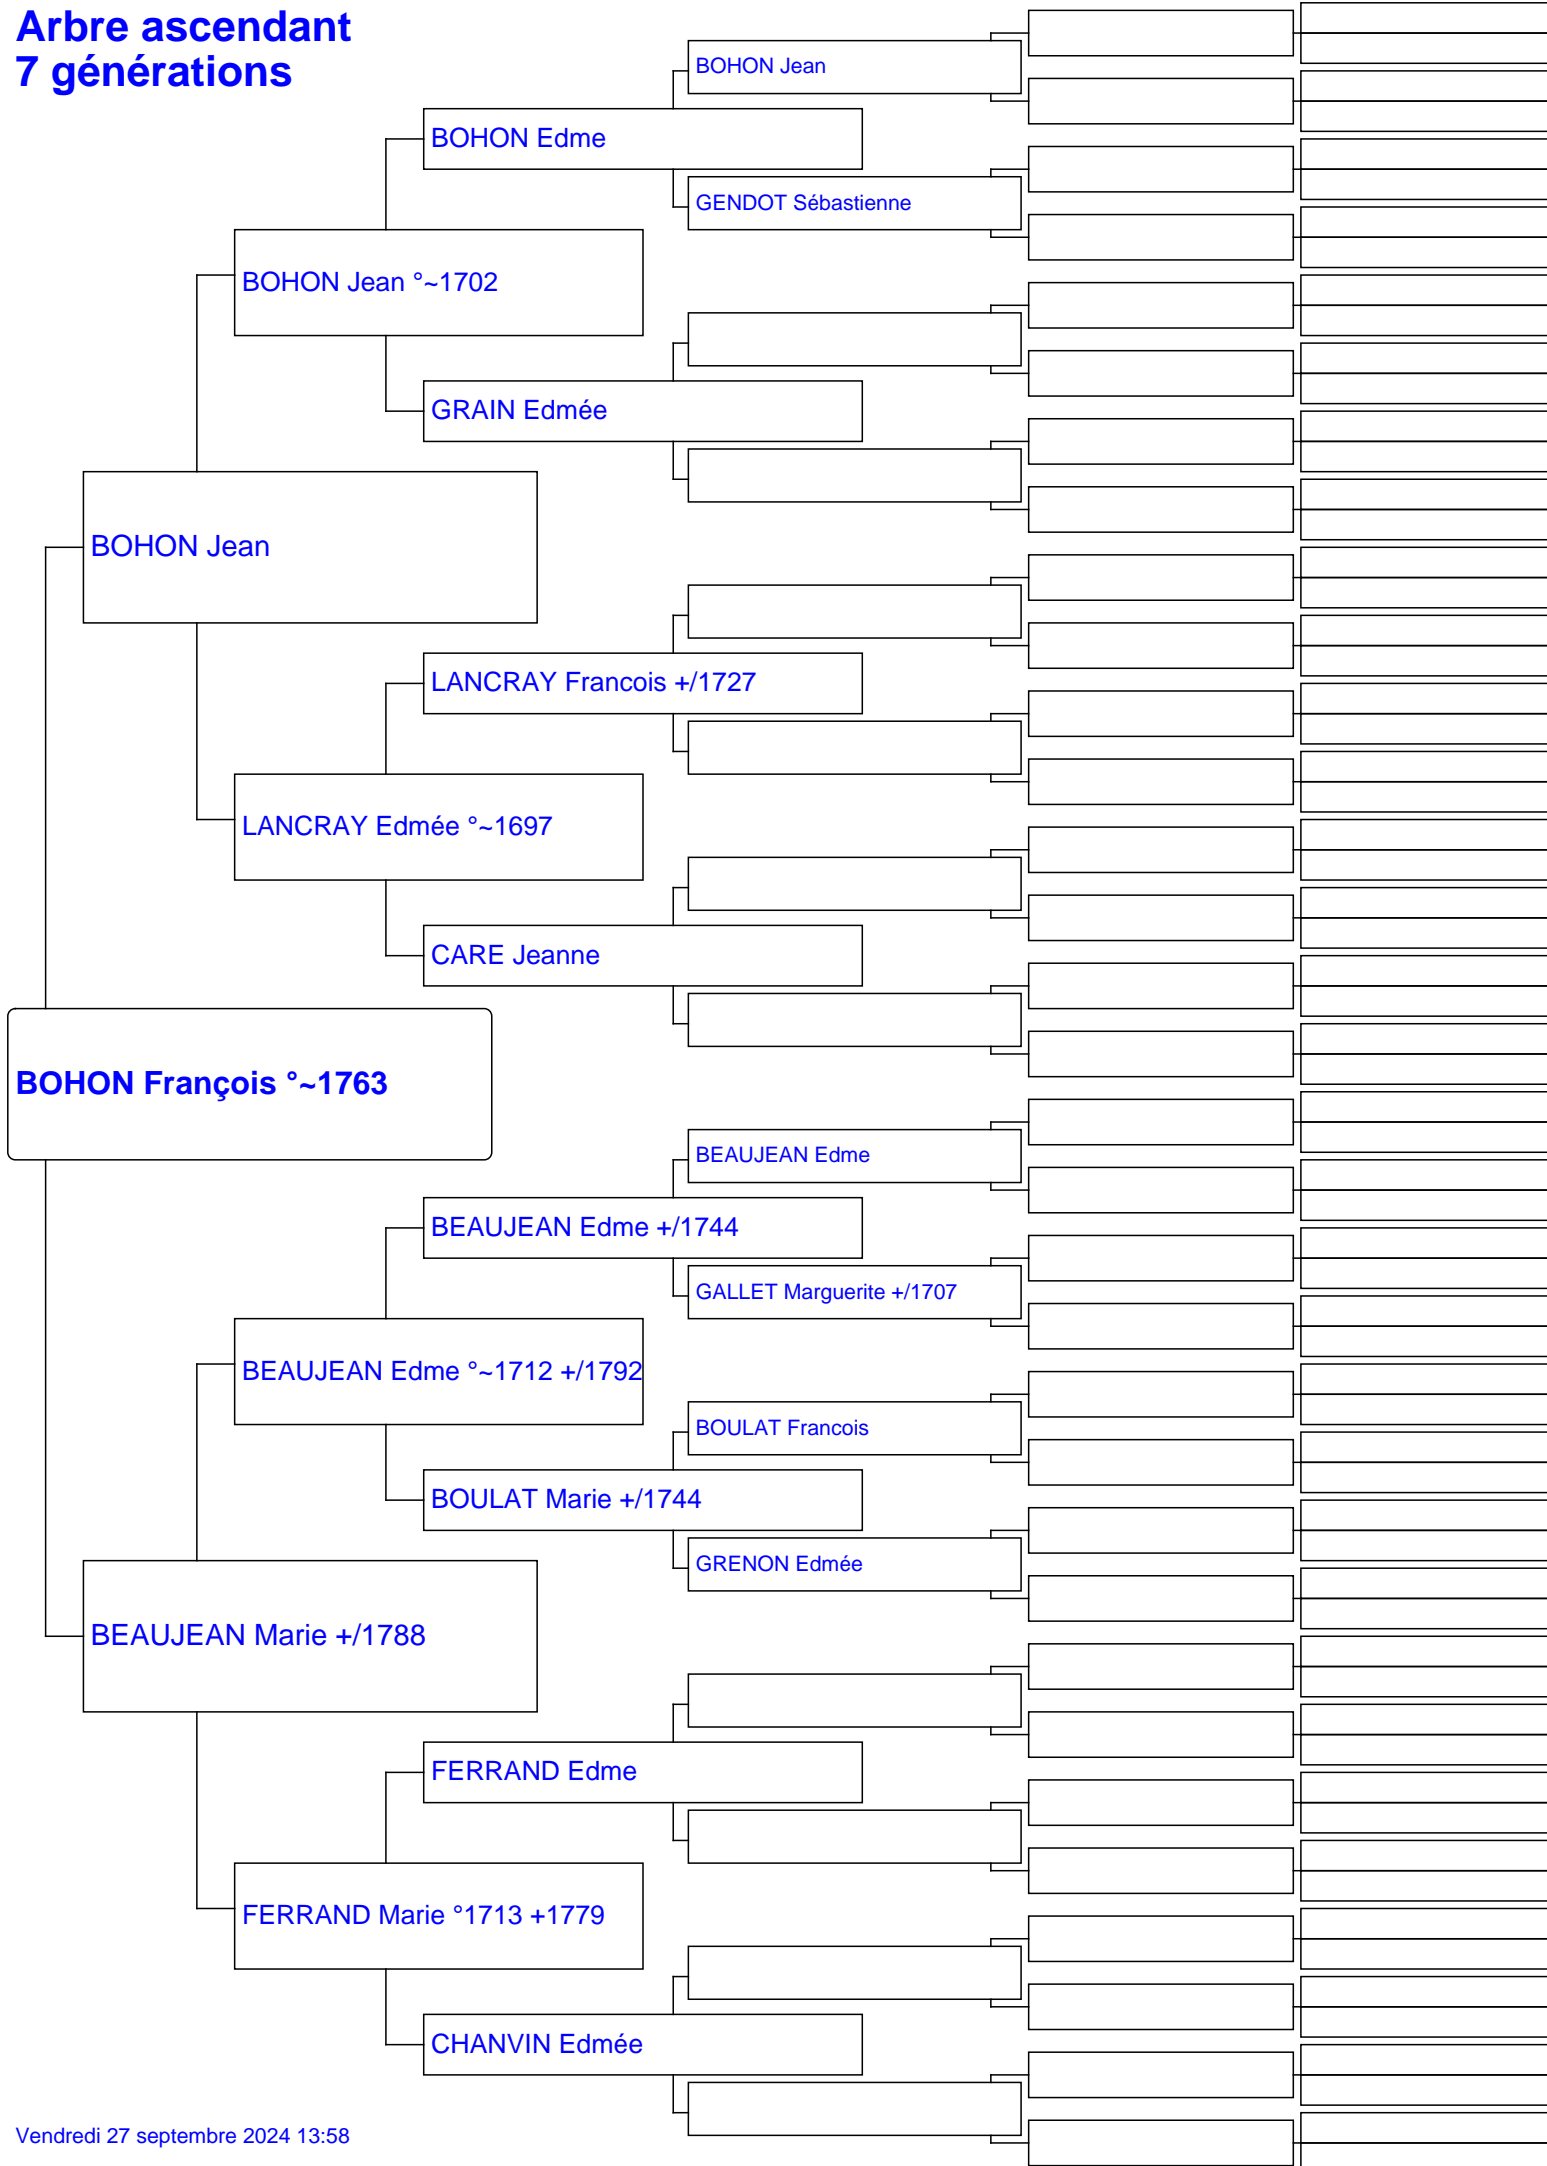 Arbre ascendant
7 générations
BOHON Jean
BOHON Edme
GENDOT Sébastienne
BOHON Jean °~1702
GRAIN Edmée
BOHON Jean
LANCRAY Francois +/1727
LANCRAY Edmée °~1697
CARE Jeanne
BOHON François °~1763
BEAUJEAN Edme
BEAUJEAN Edme +/1744
GALLET Marguerite +/1707
BEAUJEAN Edme °~1712 +/1792
BOULAT Francois
BOULAT Marie +/1744
GRENON Edmée
BEAUJEAN Marie +/1788
FERRAND Edme
FERRAND Marie °1713 +1779
CHANVIN Edmée
Vendredi 27 septembre 2024 13:58